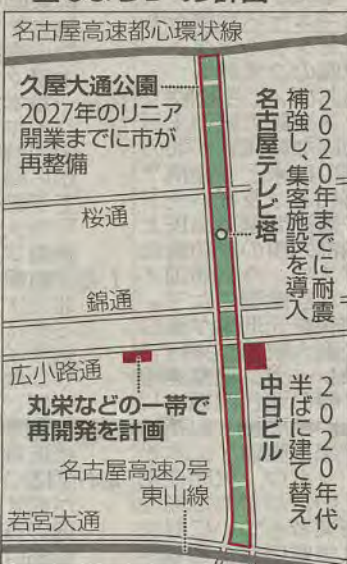 名古屋高速都心環状線
久屋大通公園
2027年のリニア
開業までに市が
再整備
2020年までに耐震
補強し、集客施設を導入
名古屋テレビ塔
桜通
錦通
広小路通
丸栄などの一帯で
再開発を計画
2020年代
半ばに建て替え
中日ビル
名古屋高速2号
東山線
若宮大通